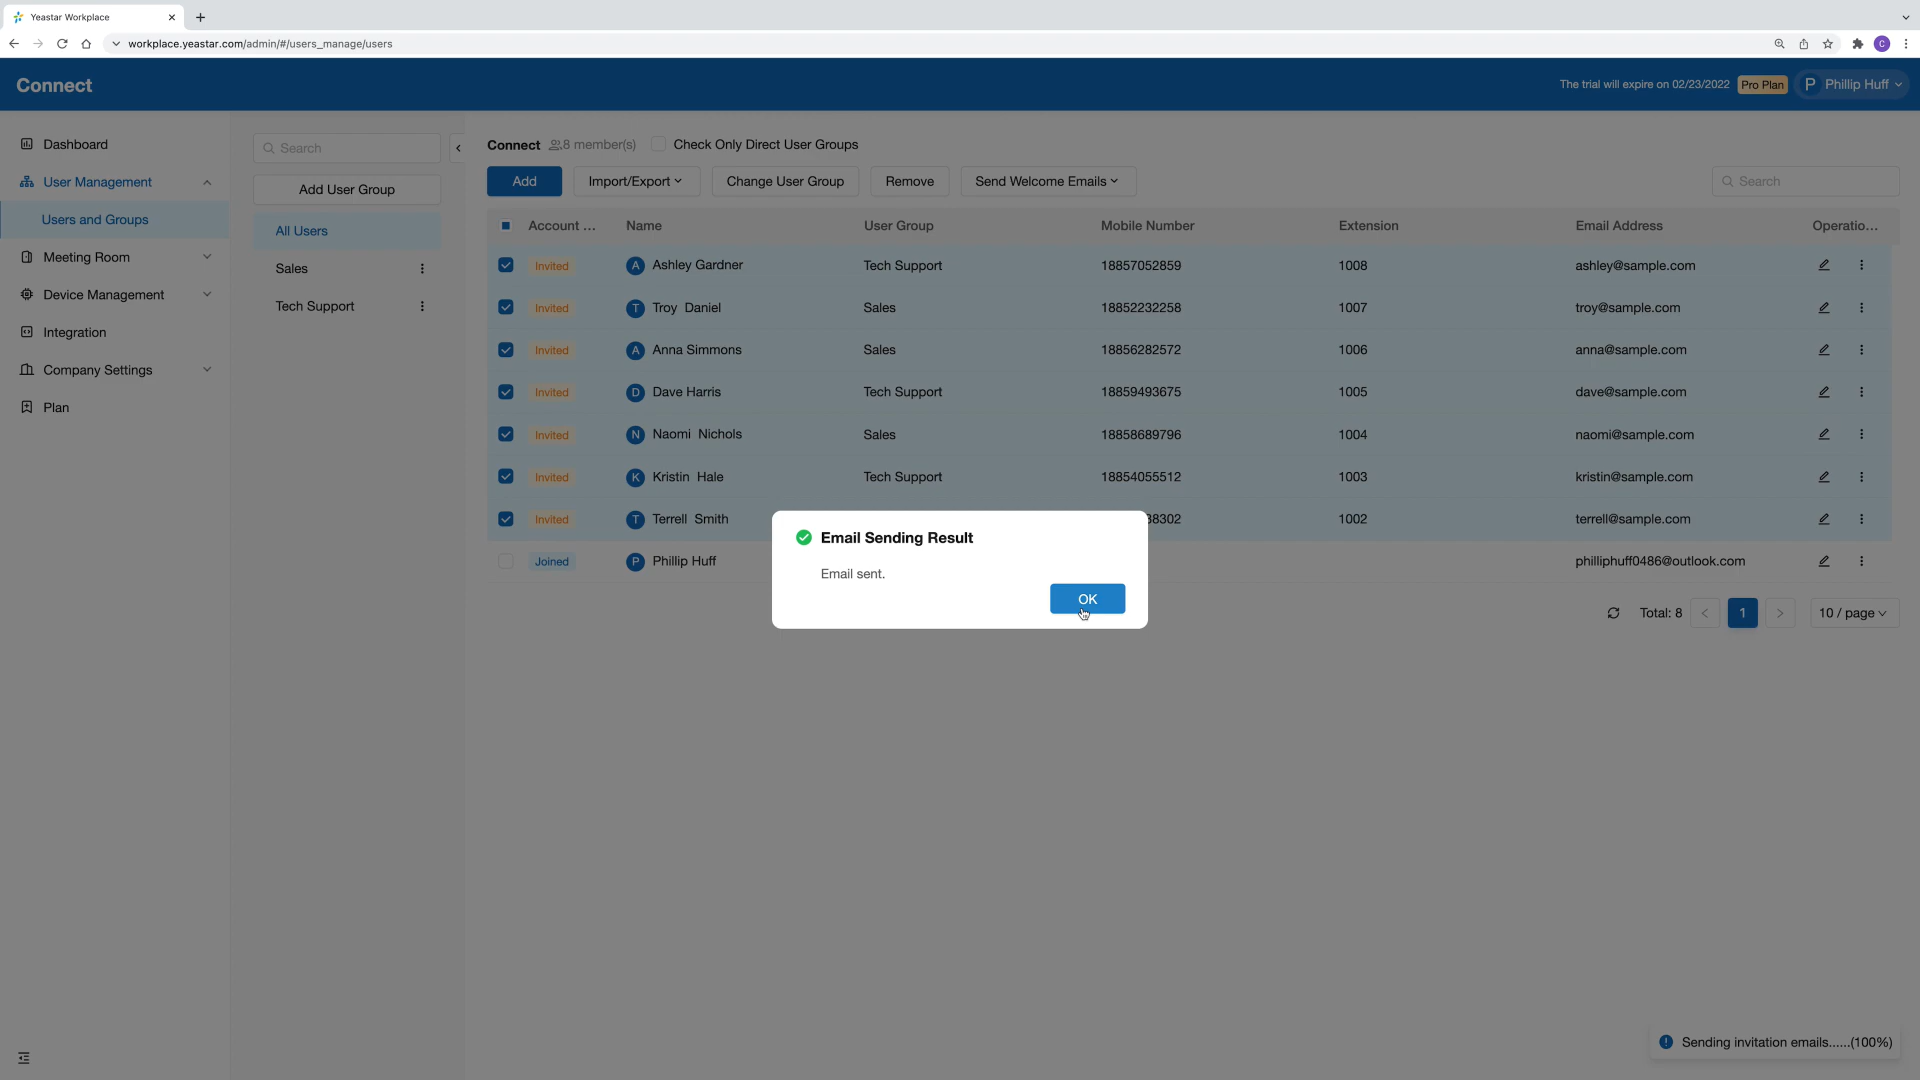 Yeastar Workplace
workplace.yeastar.com/admin/#/users_manage/users
C
Connect
The trial will expire on 02/23/2022 Pro Plan P Phillip Huff
Dashboard
User Management
Users and Groups
Meeting Room
Device Management
Integration
Company Settings
Plan
Search
Add User Group
All Users
Sales
Tech Support
Connect 8 member(s) Check Only Direct User Groups
Add Import/Export Change User Group Remove Send Welcome Emails Search
Account ... Name User Group Mobile Number Extension Email Address Operatio...
Invited A Ashley Gardner Tech Support 18857052859 1008 ashley@sample.com
Invited T Troy Daniel Sales 18852232258 1007 troy@sample.com
Invited A Anna Simmons Sales 18856282572 1006 anna@sample.com
Invited D Dave Harris Tech Support 18859493675 1005 dave@sample.com
Invited N Naomi Nichols Sales 18858689796 1004 naomi@sample.com
Invited K Kristin Hale Tech Support 18854055512 1003 kristin@sample.com
Invited T Terrell Smith 38302 1002 terrell@sample.com
Joined P Phillip Huff philliphuff0486@outlook.com
Email Sending Result
Email sent.
OK
Total: 8 < 1 > 10 / page
Sending invitation emails......(100%)